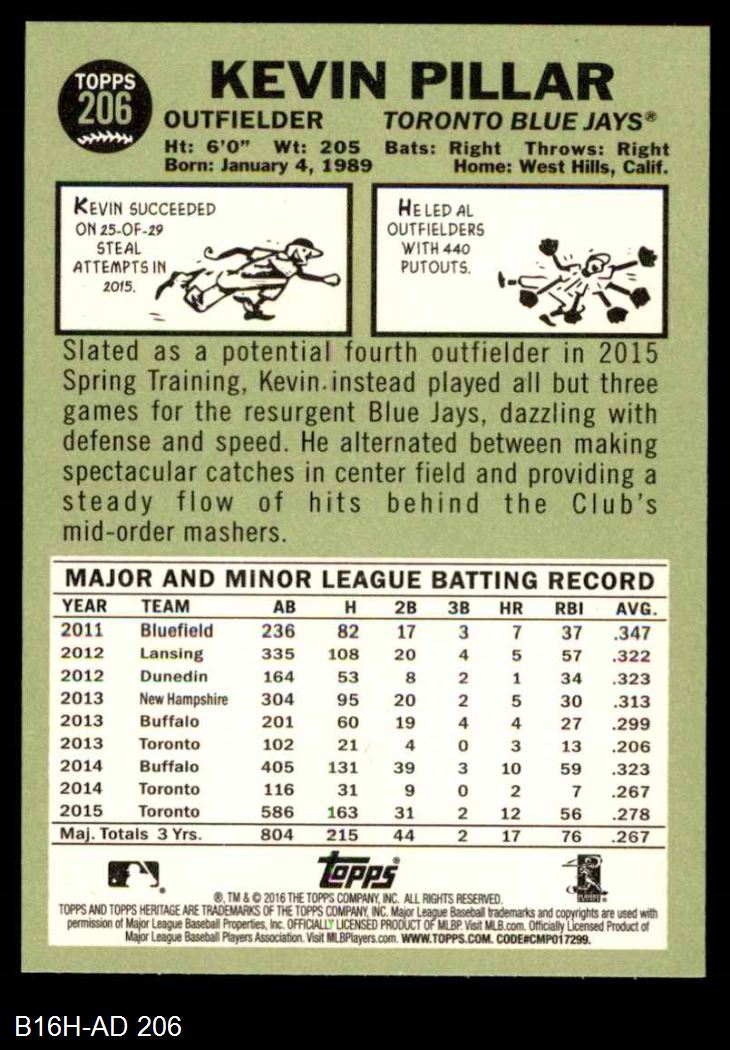 TOPPS
206
KEVIN PILLAR
OUTFIELDER TORONTO BLUE JAYS®
Ht: 6'0" Wt: 205 Bats: Right Throws: Right
Born: January 4, 1989 Home: West Hills, Calif.
KEVIN SUCCEEDED
ON 25-OF-29
STEAL
ATTEMPTS IN
2015.
HE LED AL
OUTFIELDERS
WITH 440
PUTOUTS.
Slated as a potential fourth outfielder in 2015
Spring Training, Kevin instead played all but three
games for the resurgent Blue Jays, dazzling with
defense and speed. He alternated between making
spectacular catches in center field and providing a
steady flow of hits behind the Club's
mid-order mashers.
MAJOR AND MINOR LEAGUE BATTING RECORD
YEAR TEAM AB H 2B 3B HR RBI AVG.
2011 Bluefield 236 82 17 3 7 37 .347
2012 Lansing 335 108 20 4 5 57 .322
2012 Dunedin 164 53 8 2 1 34 .323
2013 New Hampshire 304 95 20 2 5 30 .313
2013 Buffalo 201 60 19 4 4 27 .299
2013 Toronto 102 21 4 0 3 13 .206
2014 Buffalo 405 131 39 3 10 59 .323
2014 Toronto 116 31 9 0 2 7 .267
2015 Toronto 586 163 31 2 12 56 .278
Maj. Totals 3 Yrs. 804 215 44 2 17 76 .267
Topps®
®, TM & © 2016 THE TOPPS COMPANY, INC. ALL RIGHTS RESERVED.
TOPPS AND TOPPS HERITAGE ARE TRADEMARKS OF THE TOPPS COMPANY, INC. Major League Baseball trademarks and copyrights are used with
permission of Major League Baseball Properties, Inc. OFFICIALLY LICENSED PRODUCT OF MLBP. Visit MLB.com. Officially Licensed Product of
Major League Baseball Players Association. Visit MLBPlayers.com. WWW.TOPPS.COM. CODE#CMP017299.
B16H-AD 206